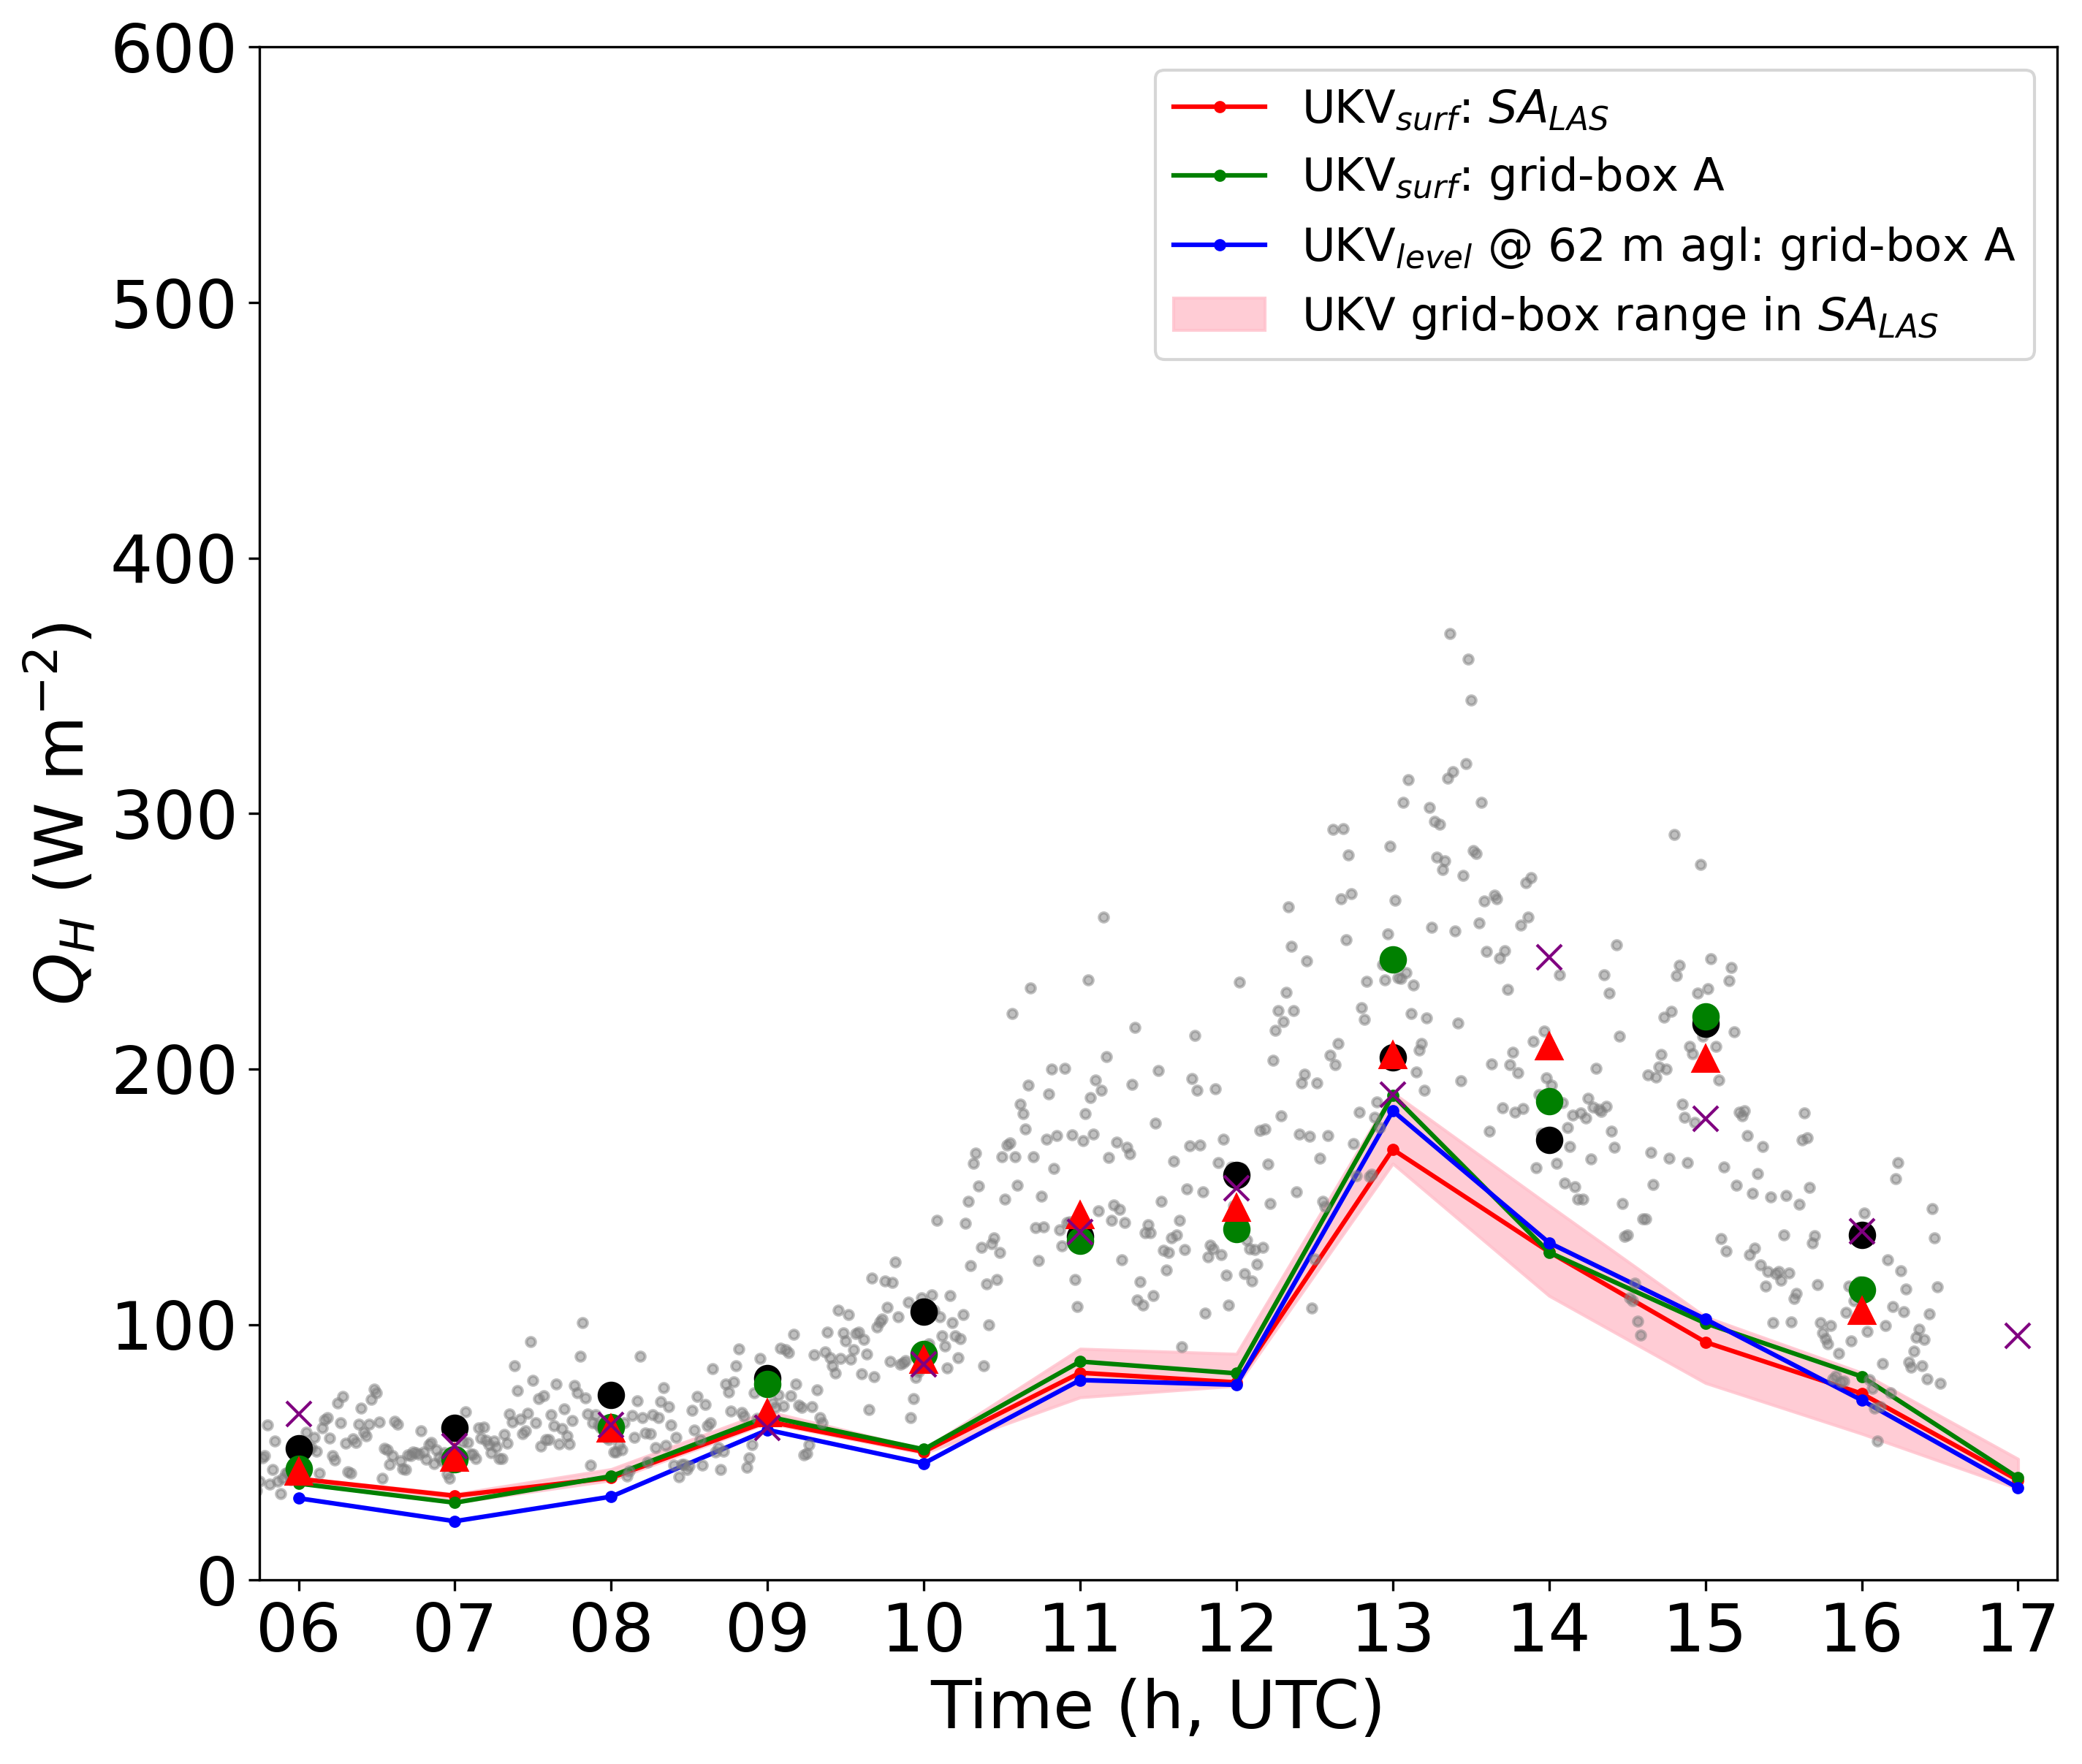 600
500
400
300
200
100
0
Q_H (W m⁻²)
UKV_surf: SA_LAS
UKV_surf: grid-box A
UKV_level @ 62 m agl: grid-box A
UKV grid-box range in SA_LAS
06 07 08 09 10 11 12 13 14 15 16 17
Time (h, UTC)